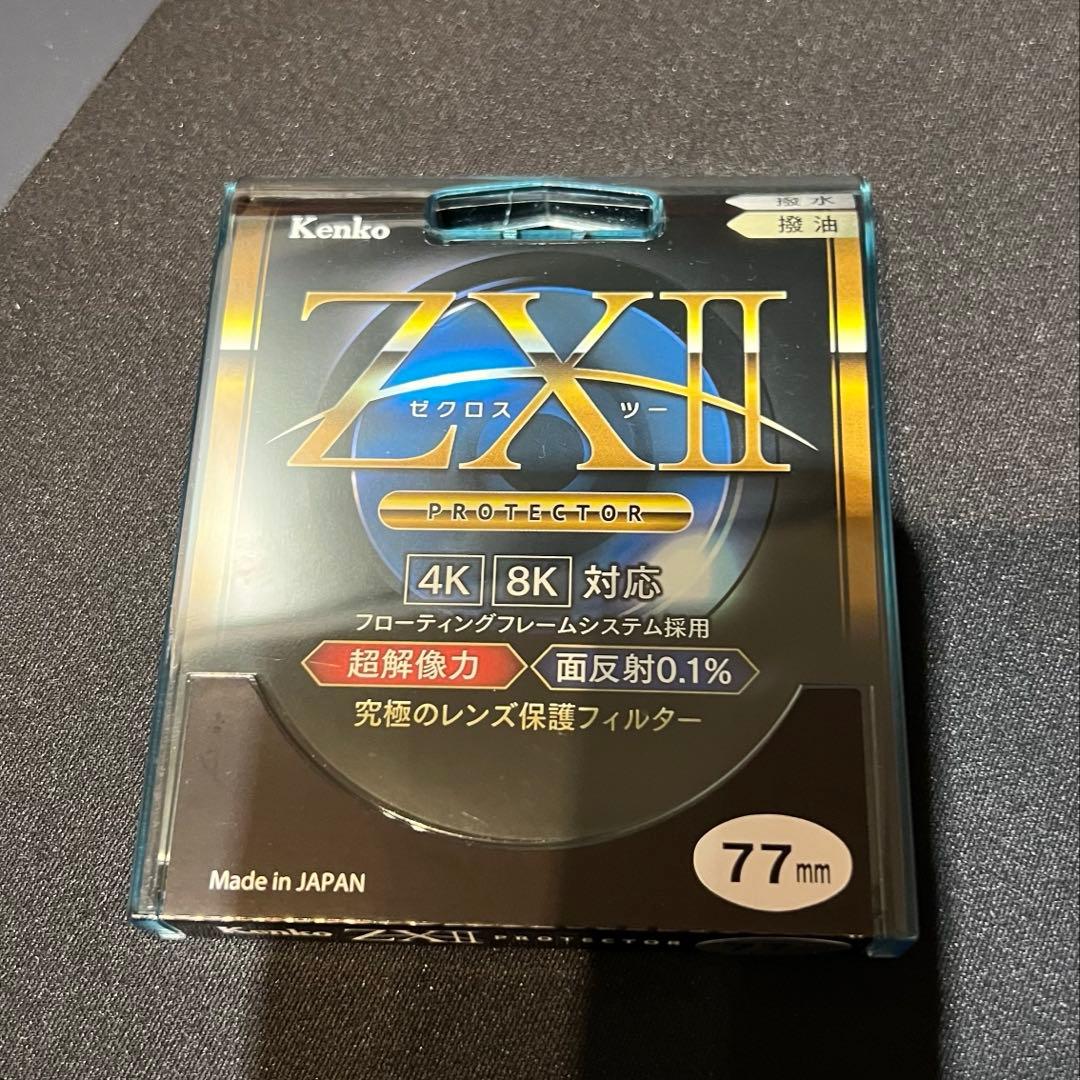 Kenko
撥水
撥油
ZXII
ゼクロス ツー
PROTECTOR
4K 8K 対応
フローティングフレームシステム採用
超解像力 面反射0.1%
究極のレンズ保護フィルター
77mm
Made in JAPAN
Kenko ZXII PROTECTOR